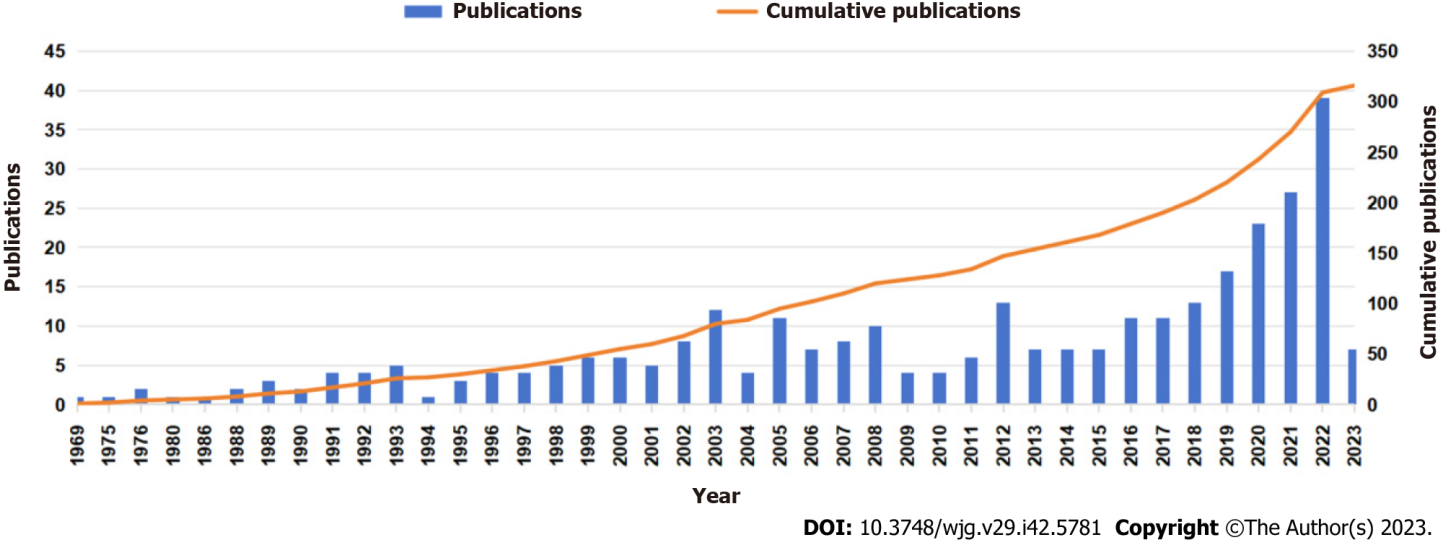 Publications Cumulative publications
45 350
40 300
35 250
30 200
25 150
20 100
15 50
10 0
5
0
Publications
Cumulative publications
1969 1975 1976 1980 1986 1988 1989 1990 1991 1992 1993 1994 1995 1996 1997 1998 1999 2000 2001 2002 2003 2004 2005 2006 2007 2008 2009 2010 2011 2012 2013 2014 2015 2016 2017 2018 2019 2020 2021 2022 2023
Year
DOI: 10.3748/wjg.v29.i42.5781 Copyright ©The Author(s) 2023.